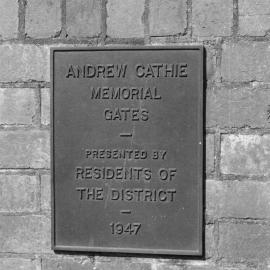 ANDREW CATHIE
MEMORIAL
GATES
—
PRESENTED BY
RESIDENTS OF
THE DISTRICT
—
1947